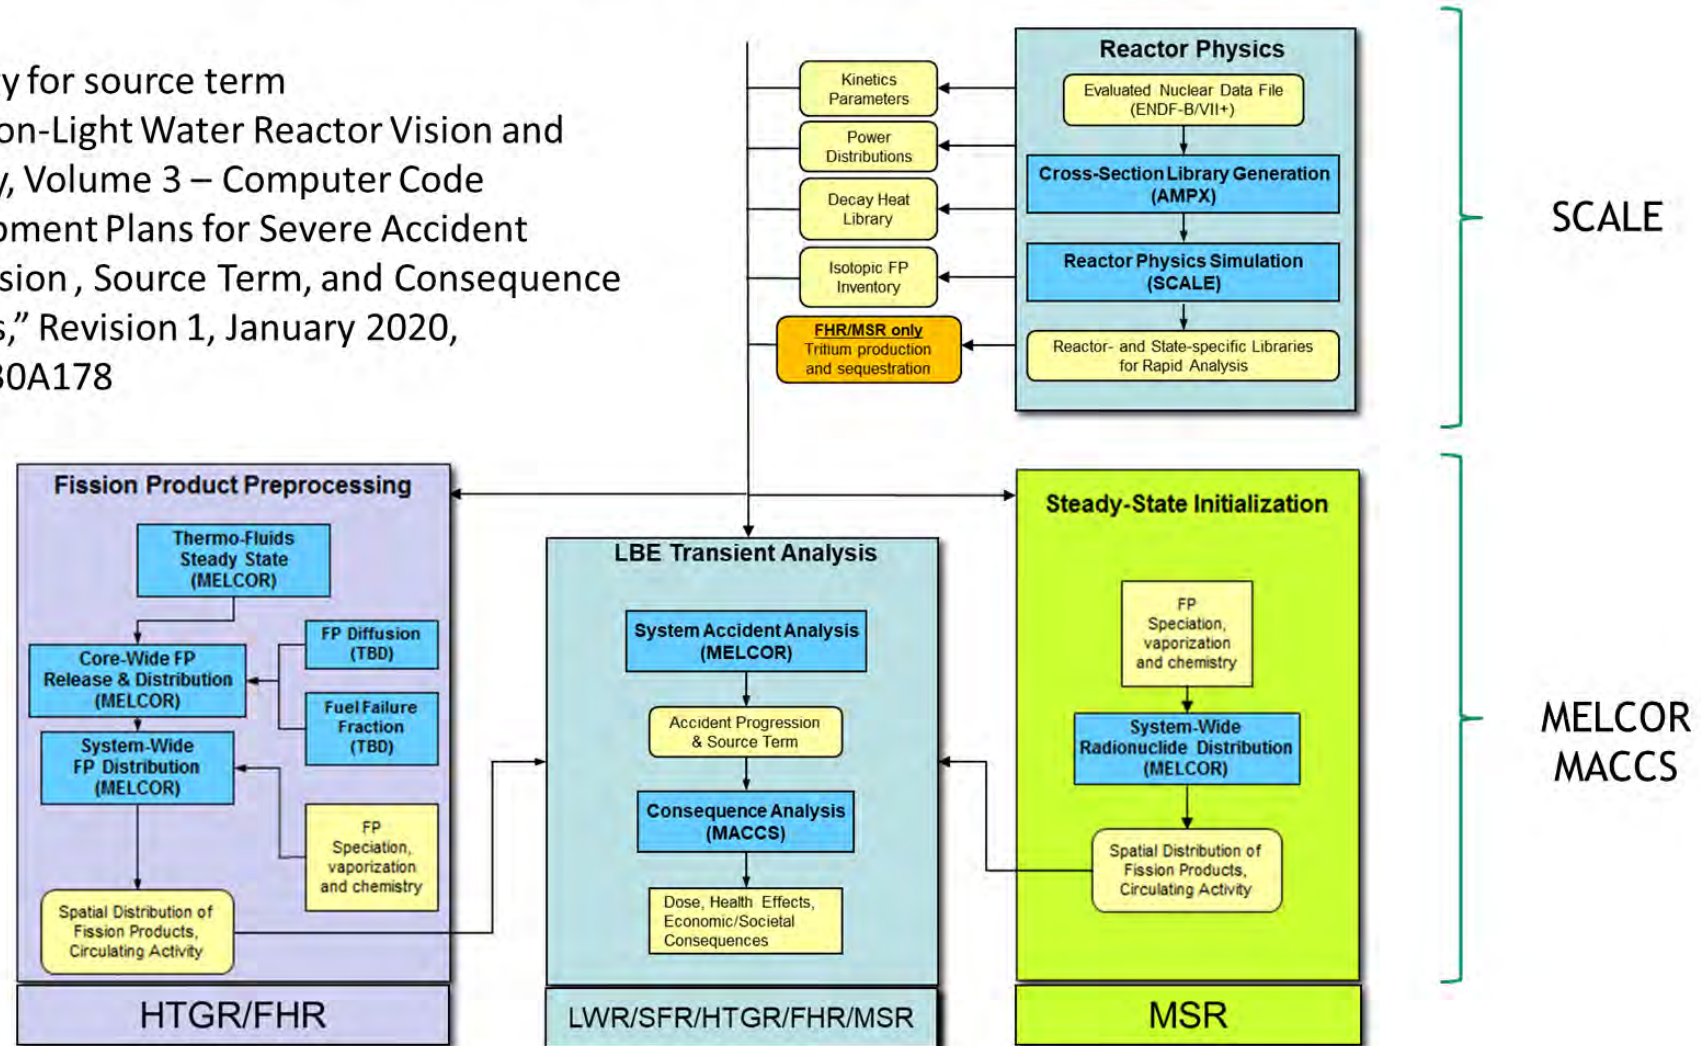 y for source term
on-Light Water Reactor Vision and
y, Volume 3 – Computer Code
pment Plans for Severe Accident
sion , Source Term, and Consequence
s,” Revision 1, January 2020,
30A178
Kinetics
Parameters
Power
Distributions
Decay Heat
Library
Isotopic FP
Inventory
FHR/MSR only
Tritium production
and sequestration
Reactor Physics
Evaluated Nuclear Data File
(ENDF-B/VII+)
Cross-Section Library Generation
(AMPX)
Reactor Physics Simulation
(SCALE)
Reactor- and State-specific Libraries
for Rapid Analysis
SCALE
Fission Product Preprocessing
Thermo-Fluids
Steady State
(MELCOR)
FP Diffusion
(TBD)
Core-Wide FP
Release & Distribution
(MELCOR)
Fuel Failure
Fraction
(TBD)
System-Wide
FP Distribution
(MELCOR)
FP
Speciation,
vaporization
and chemistry
Spatial Distribution of
Fission Products,
Circulating Activity
HTGR/FHR
LBE Transient Analysis
System Accident Analysis
(MELCOR)
Accident Progression
& Source Term
Consequence Analysis
(MACCS)
Dose, Health Effects,
Economic/Societal
Consequences
LWR/SFR/HTGR/FHR/MSR
Steady-State Initialization
FP
Speciation,
vaporization
and chemistry
System-Wide
Radionuclide Distribution
(MELCOR)
Spatial Distribution of
Fission Products,
Circulating Activity
MSR
MELCOR
MACCS